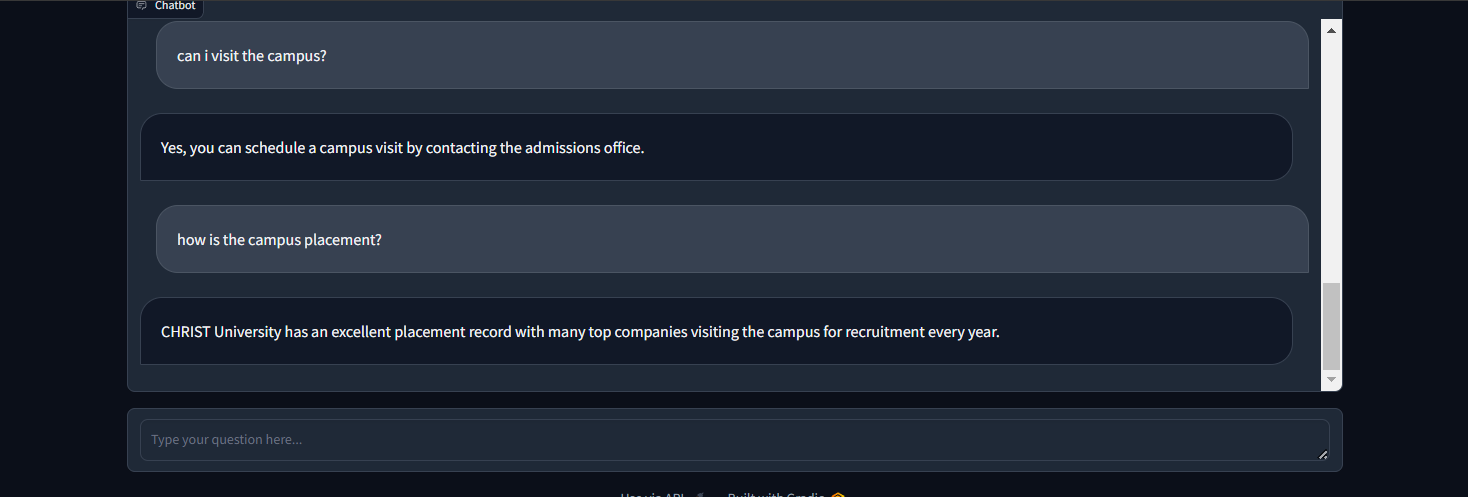 Chatbot
can i visit the campus?
Yes, you can schedule a campus visit by contacting the admissions office.
how is the campus placement?
CHRIST University has an excellent placement record with many top companies visiting the campus for recruitment every year.
Type your question here...
Use via API
Built with Gradio